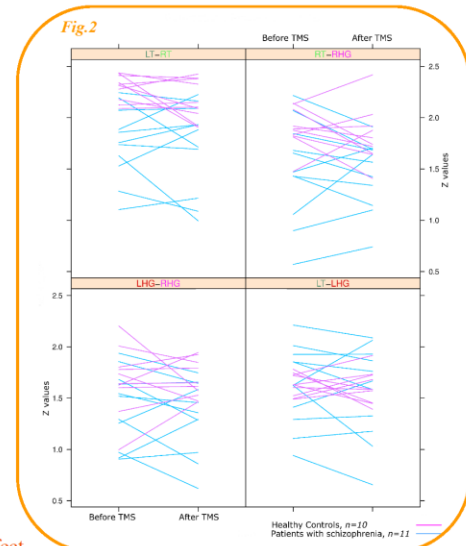 Fig.2
Before TMS After TMS
LT-RT RT-RHG
2.5
2.0
1.5
1.0
0.5
Z values
LHG-RHG LT-LHG
2.5
2.0
1.5
1.0
0.5
Z values
Before TMS After TMS
Healthy Controls, n=10
Patients with schizophrenia, n=11